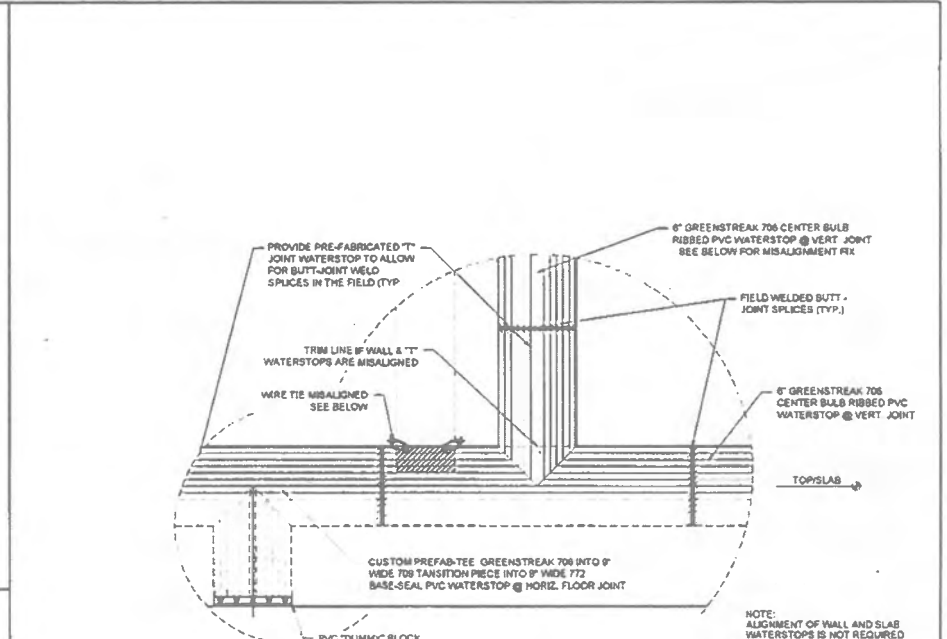 PROVIDE PRE-FABRICATED "T"
JOINT WATERSTOP TO ALLOW
FOR BUTT-JOINT WELD
SPLICES IN THE FIELD (TYP
TRIM LINE IF WALL & "T"
WATERSTOPS ARE MISALIGNED
WIRE TIE MISALIGNED
SEE BELOW
6" GREENSTREAK 706 CENTER BULB
RIBBED PVC WATERSTOP @ VERT JOINT
SEE BELOW FOR MISALIGNMENT FIX
FIELD WELDED BUTT -
JOINT SPLICES (TYP.)
6" GREENSTREAK 706
CENTER BULB RIBBED PVC
WATERSTOP @ VERT JOINT
TOP/SLAB
CUSTOM PREFAB-TEE GREENSTREAK 706 INTO 9"
WIDE 709 TANSITION PIECE INTO 9" WIDE 772
BASE-SEAL PVC WATERSTOP @ HORIZ. FLOOR JOINT
PVC "DUMMY" BLOCK
NOTE:
ALIGNMENT OF WALL AND SLAB
WATERSTOPS IS NOT REQUIRED